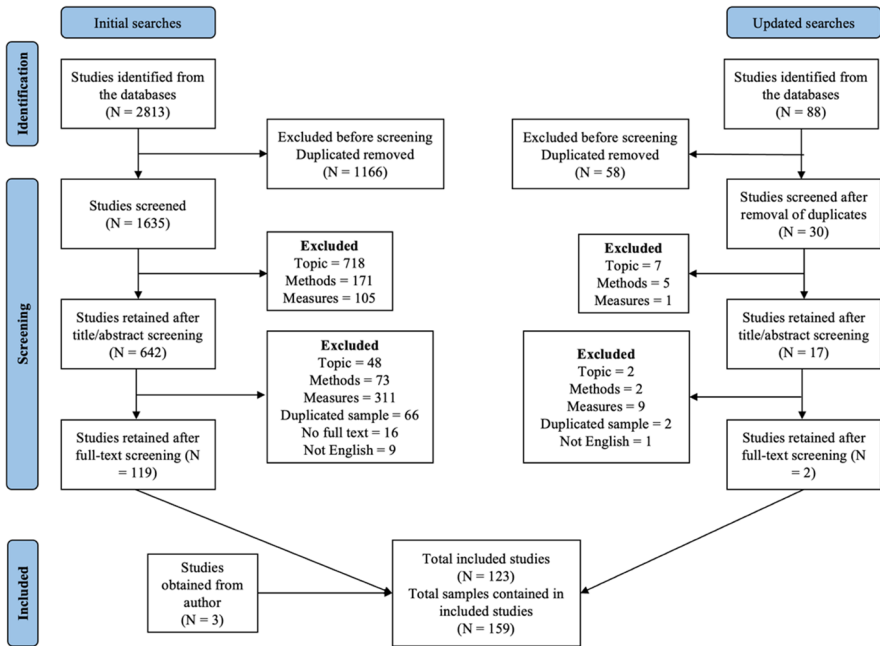 Initial searches
Updated searches
Identification
Studies identified from
the databases
(N = 2813)
Studies identified from
the databases
(N = 88)
Excluded before screening
Duplicated removed
(N = 1166)
Excluded before screening
Duplicated removed
(N = 58)
Screening
Studies screened
(N = 1635)
Studies screened after
removal of duplicates
(N = 30)
Excluded
Topic = 718
Methods = 171
Measures = 105
Excluded
Topic = 7
Methods = 5
Measures = 1
Studies retained after
title/abstract screening
(N = 642)
Studies retained after
title/abstract screening
(N = 17)
Excluded
Topic = 48
Methods = 73
Measures = 311
Duplicated sample = 66
No full text = 16
Not English = 9
Excluded
Topic = 2
Methods = 2
Measures = 9
Duplicated sample = 2
Not English = 1
Studies retained after
full-text screening (N
= 119)
Studies retained after
full-text screening (N
= 2)
Included
Studies
obtained from
author
(N = 3)
Total included studies
(N = 123)
Total samples contained in
included studies
(N = 159)